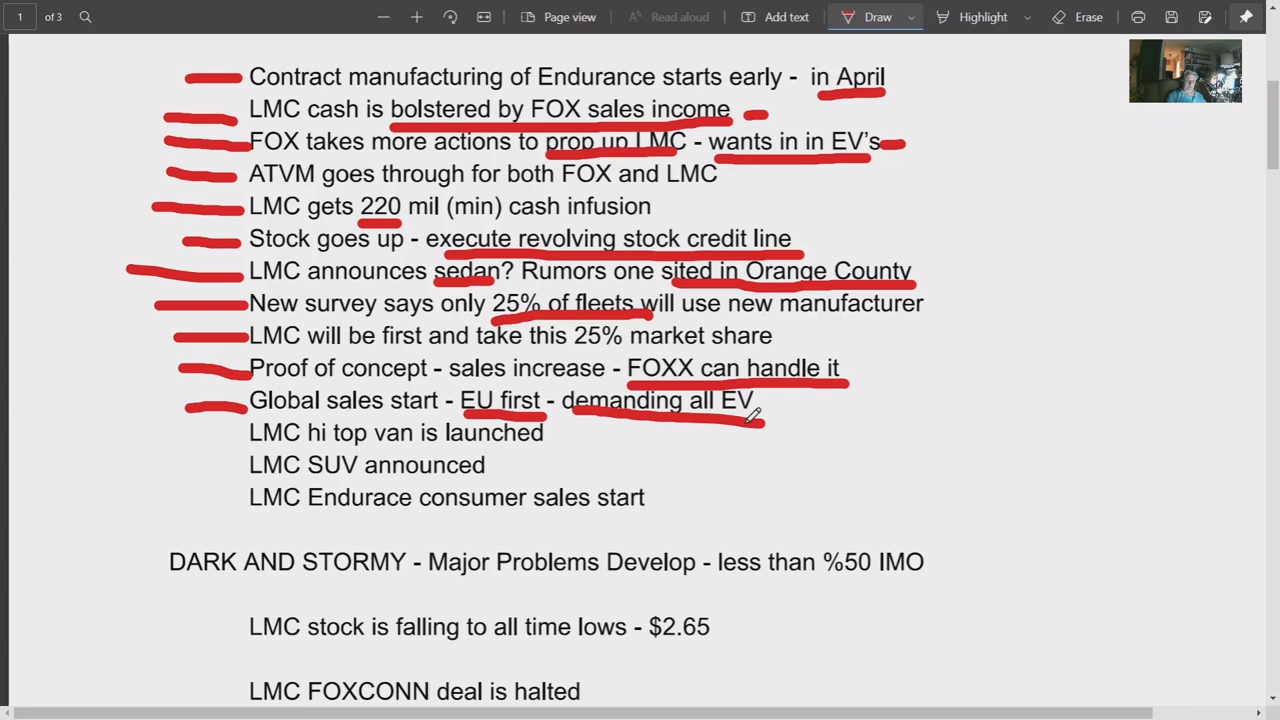 1 of 3 Page view Read aloud Add text Draw Highlight Erase
Contract manufacturing of Endurance starts early - in April
LMC cash is bolstered by FOX sales income
FOX takes more actions to prop up LMC - wants in in EV's
ATVM goes through for both FOX and LMC
LMC gets 220 mil (min) cash infusion
Stock goes up - execute revolving stock credit line
LMC announces sedan? Rumors one sited in Orange County
New survey says only 25% of fleets will use new manufacturer
LMC will be first and take this 25% market share
Proof of concept - sales increase - FOXX can handle it
Global sales start - EU first - demanding all EV
LMC hi top van is launched
LMC SUV announced
LMC Endurace consumer sales start
DARK AND STORMY - Major Problems Develop - less than %50 IMO
LMC stock is falling to all time lows - $2.65
LMC FOXCONN deal is halted